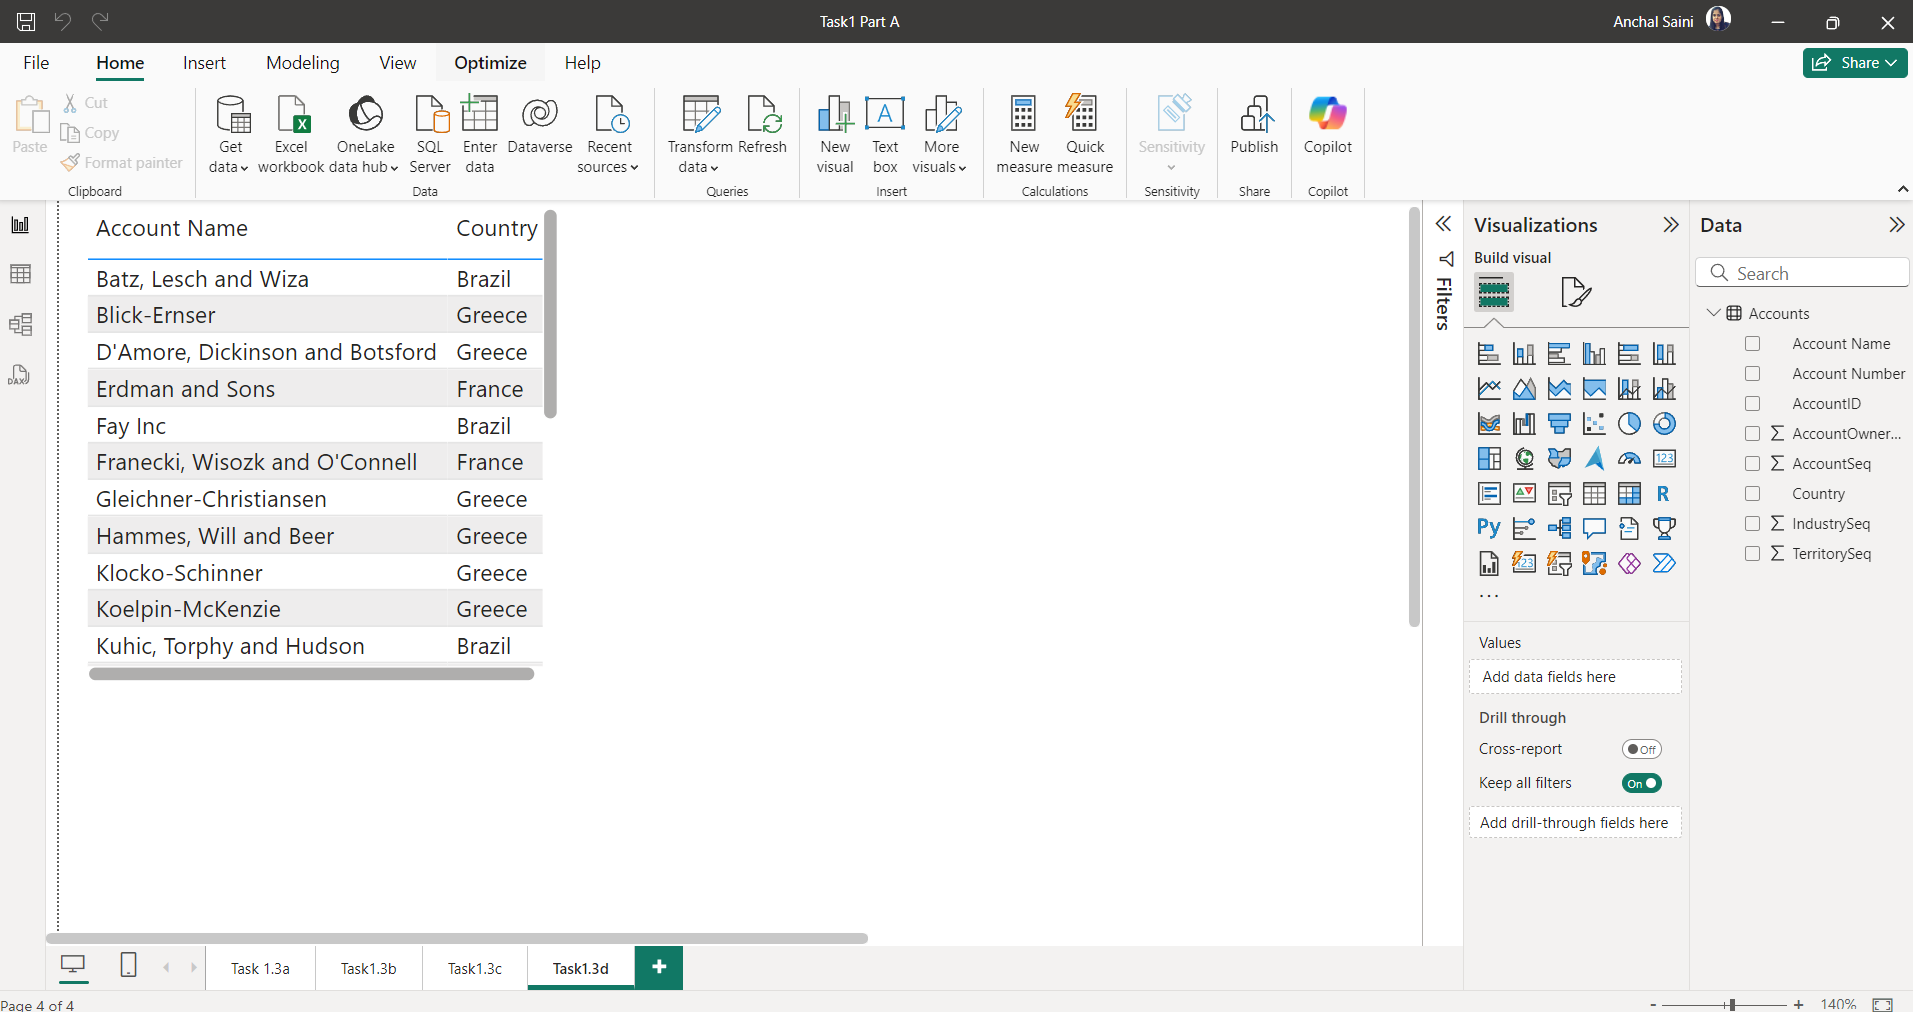 Task1 Part A
Anchal Saini
File Home Insert Modeling View Optimize Help
Share
Paste
Cut
Copy
Format painter
Clipboard
Get data
Excel workbook
OneLake data hub
SQL Server
Enter data
Dataverse
Recent sources
Data
Transform data
Refresh
Queries
New visual
Text box
More visuals
Insert
New measure
Quick measure
Calculations
Sensitivity
Sensitivity
Publish
Share
Copilot
Copilot
Account Name Country
Batz, Lesch and Wiza Brazil
Blick-Ernser Greece
D'Amore, Dickinson and Botsford Greece
Erdman and Sons France
Fay Inc Brazil
Franecki, Wisozk and O'Connell France
Gleichner-Christiansen Greece
Hammes, Will and Beer Greece
Klocko-Schinner Greece
Koelpin-McKenzie Greece
Kuhic, Torphy and Hudson Brazil
Filters
Visualizations
Build visual
123
R
Py
123
...
Values
Add data fields here
Drill through
Cross-report Off
Keep all filters On
Add drill-through fields here
Data
Search
Accounts
Account Name
Account Number
AccountID
Σ AccountOwner...
Σ AccountSeq
Country
Σ IndustrySeq
Σ TerritorySeq
DAX
Task 1.3a Task1.3b Task1.3c Task1.3d +
Page 4 of 4
- + 140%